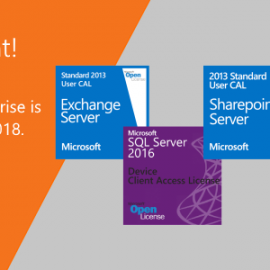 t!
rise is
018.
Standard 2013
User CAL
Exchange
Server
Microsoft
Open
License
Microsoft
SQL Server
2016
Device
Client Access License
Microsoft
Open
License
2013 Standard
User CAL
Sharepoin
Server
Microsoft